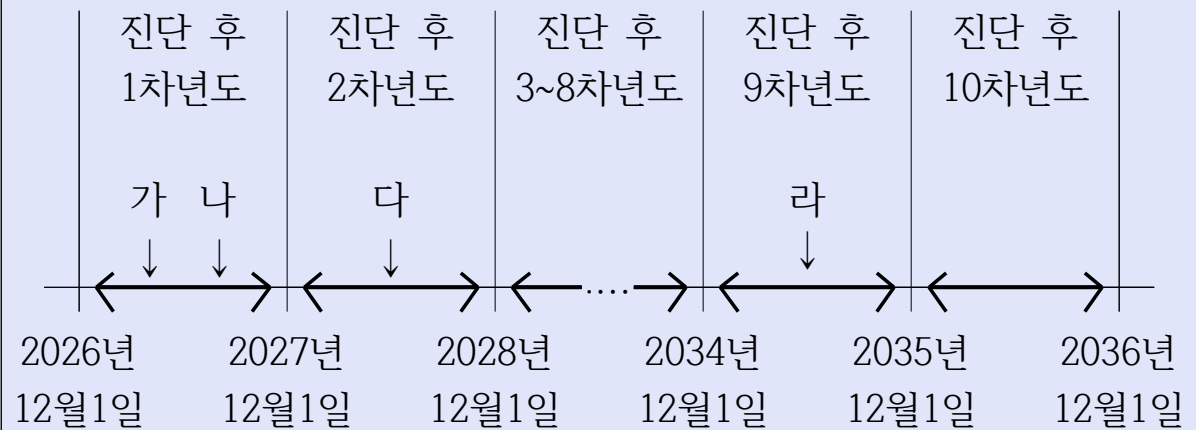 진단 후 진단 후 진단 후 진단 후 진단 후
1차년도 2차년도 3~8차년도 9차년도 10차년도
가 나 다 라
....
2026년 2027년 2028년 2034년 2035년 2036년
12월1일 12월1일 12월1일 12월1일 12월1일 12월1일